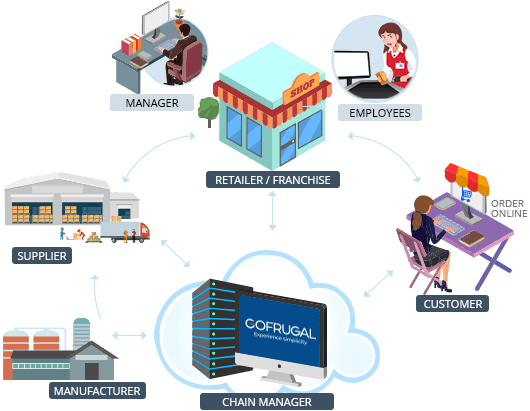 MANAGER
SHOP
EMPLOYEES
RETAILER / FRANCHISE
ORDER
ONLINE
SUPPLIER
CUSTOMER
COFRUGAL
Experience simplicity
MANUFACTURER
CHAIN MANAGER